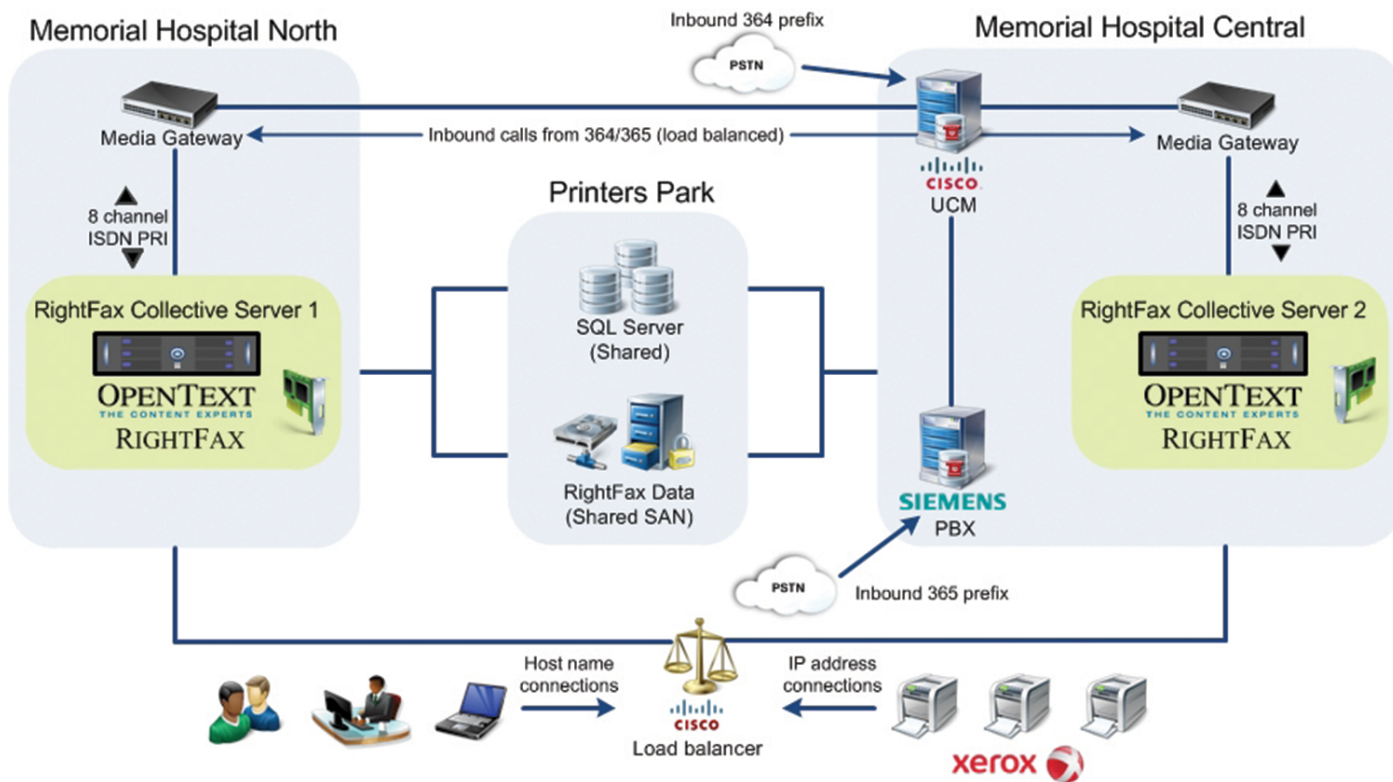 Memorial Hospital North
Inbound 364 prefix
Memorial Hospital Central
PSTN
Media Gateway
Inbound calls from 364/365 (load balanced)
Media Gateway
CISCO.
UCM
8 channel
ISDN PRI
Printers Park
8 channel
ISDN PRI
RightFax Collective Server 1
OPENTEXT
THE CONTENT EXPERTS
RIGHTFAX
SQL Server
(Shared)
RightFax Data
(Shared SAN)
RightFax Collective Server 2
OPENTEXT
THE CONTENT EXPERTS
RIGHTFAX
SIEMENS
PBX
PSTN
Inbound 365 prefix
Host name
connections
IP address
connections
CISCO
Load balancer
xerox